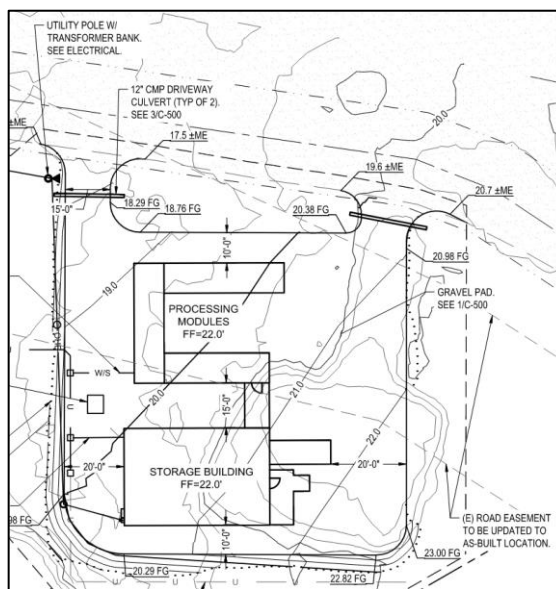 UTILITY POLE W/
TRANSFORMER BANK.
SEE ELECTRICAL.
12" CMP DRIVEWAY
CULVERT (TYP OF 2).
SEE 3/C-500
±ME
17.5 ±ME
20.0
19.6 ±ME
20.7 ±ME
15'-0"
18.29 FG
18.76 FG
20.38 FG
20.98 FG
10'-0"
19.0
GRAVEL PAD.
SEE 1/C-500
PROCESSING
MODULES
FF=22.0'
W/S
20.0
21.0
22.0
15'-0"
U
20'-0"
STORAGE BUILDING
FF=22.0'
20'-0"
98 FG
10'-0"
(E) ROAD EASEMENT
TO BE UPDATED TO
AS-BUILT LOCATION.
23.00 FG
20.29 FG
22.82 FG
U U U